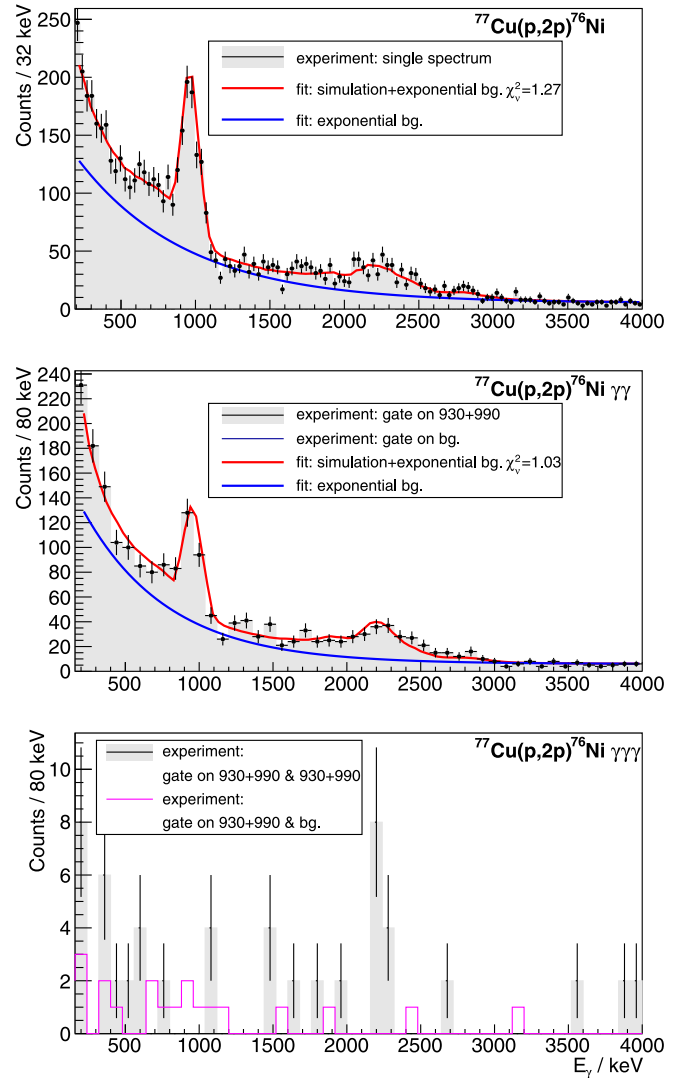 ⁷⁷Cu(p,2p)⁷⁶Ni
Counts / 32 keV
250
200
150
100
50
0
experiment: single spectrum
fit: simulation+exponential bg. χ²ᵥ=1.27
fit: exponential bg.
500 1000 1500 2000 2500 3000 3500 4000
⁷⁷Cu(p,2p)⁷⁶Ni γγ
Counts / 80 keV
240
220
200
180
160
140
120
100
80
60
40
20
0
experiment: gate on 930+990
experiment: gate on bg.
fit: simulation+exponential bg. χ²ᵥ=1.03
fit: exponential bg.
500 1000 1500 2000 2500 3000 3500 4000
⁷⁷Cu(p,2p)⁷⁶Ni γγγ
Counts / 80 keV
10
8
6
4
2
0
experiment:
gate on 930+990 & 930+990
experiment:
gate on 930+990 & bg.
500 1000 1500 2000 2500 3000 3500 4000
Eᵧ / keV